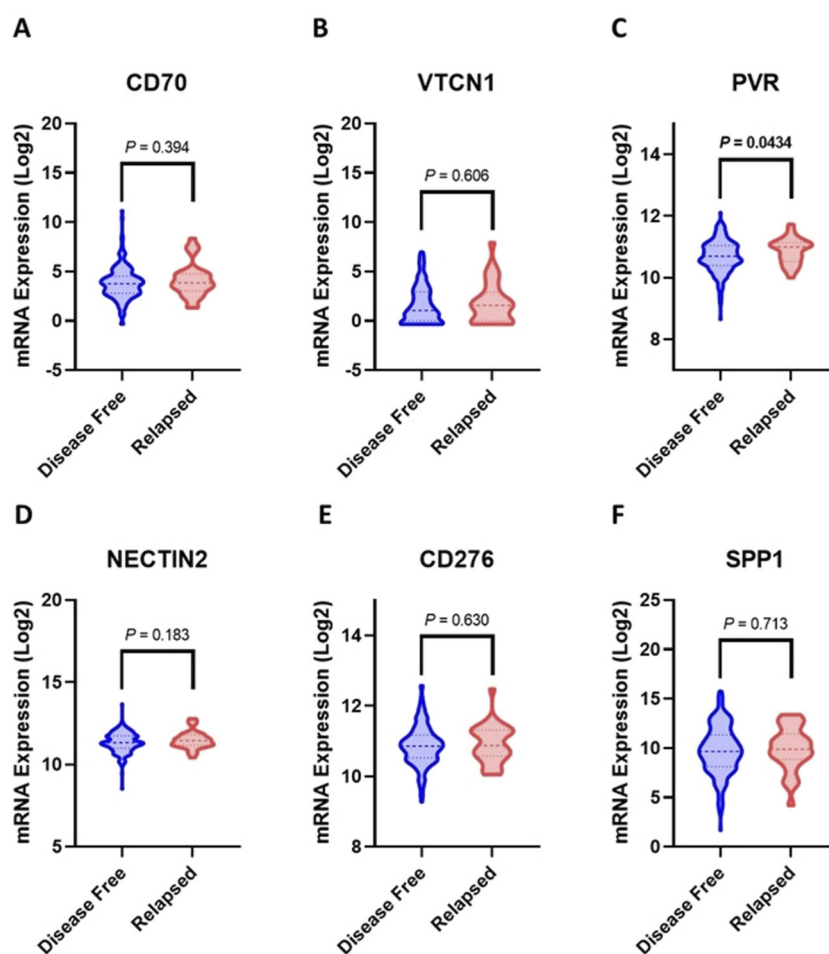 A
B
C
CD70
VTCN1
PVR
mRNA Expression (Log2)
20
15
10
5
0
-5
P = 0.394
Disease Free
Relapsed
mRNA Expression (Log2)
20
15
10
5
0
-5
P = 0.606
Disease Free
Relapsed
mRNA Expression (Log2)
14
12
10
8
P = 0.0434
Disease Free
Relapsed
D
E
F
NECTIN2
CD276
SPP1
mRNA Expression (Log2)
20
15
10
5
P = 0.183
Disease Free
Relapsed
mRNA Expression (Log2)
14
12
10
8
P = 0.630
Disease Free
Relapsed
mRNA Expression (Log2)
25
20
15
10
5
0
P = 0.713
Disease Free
Relapsed